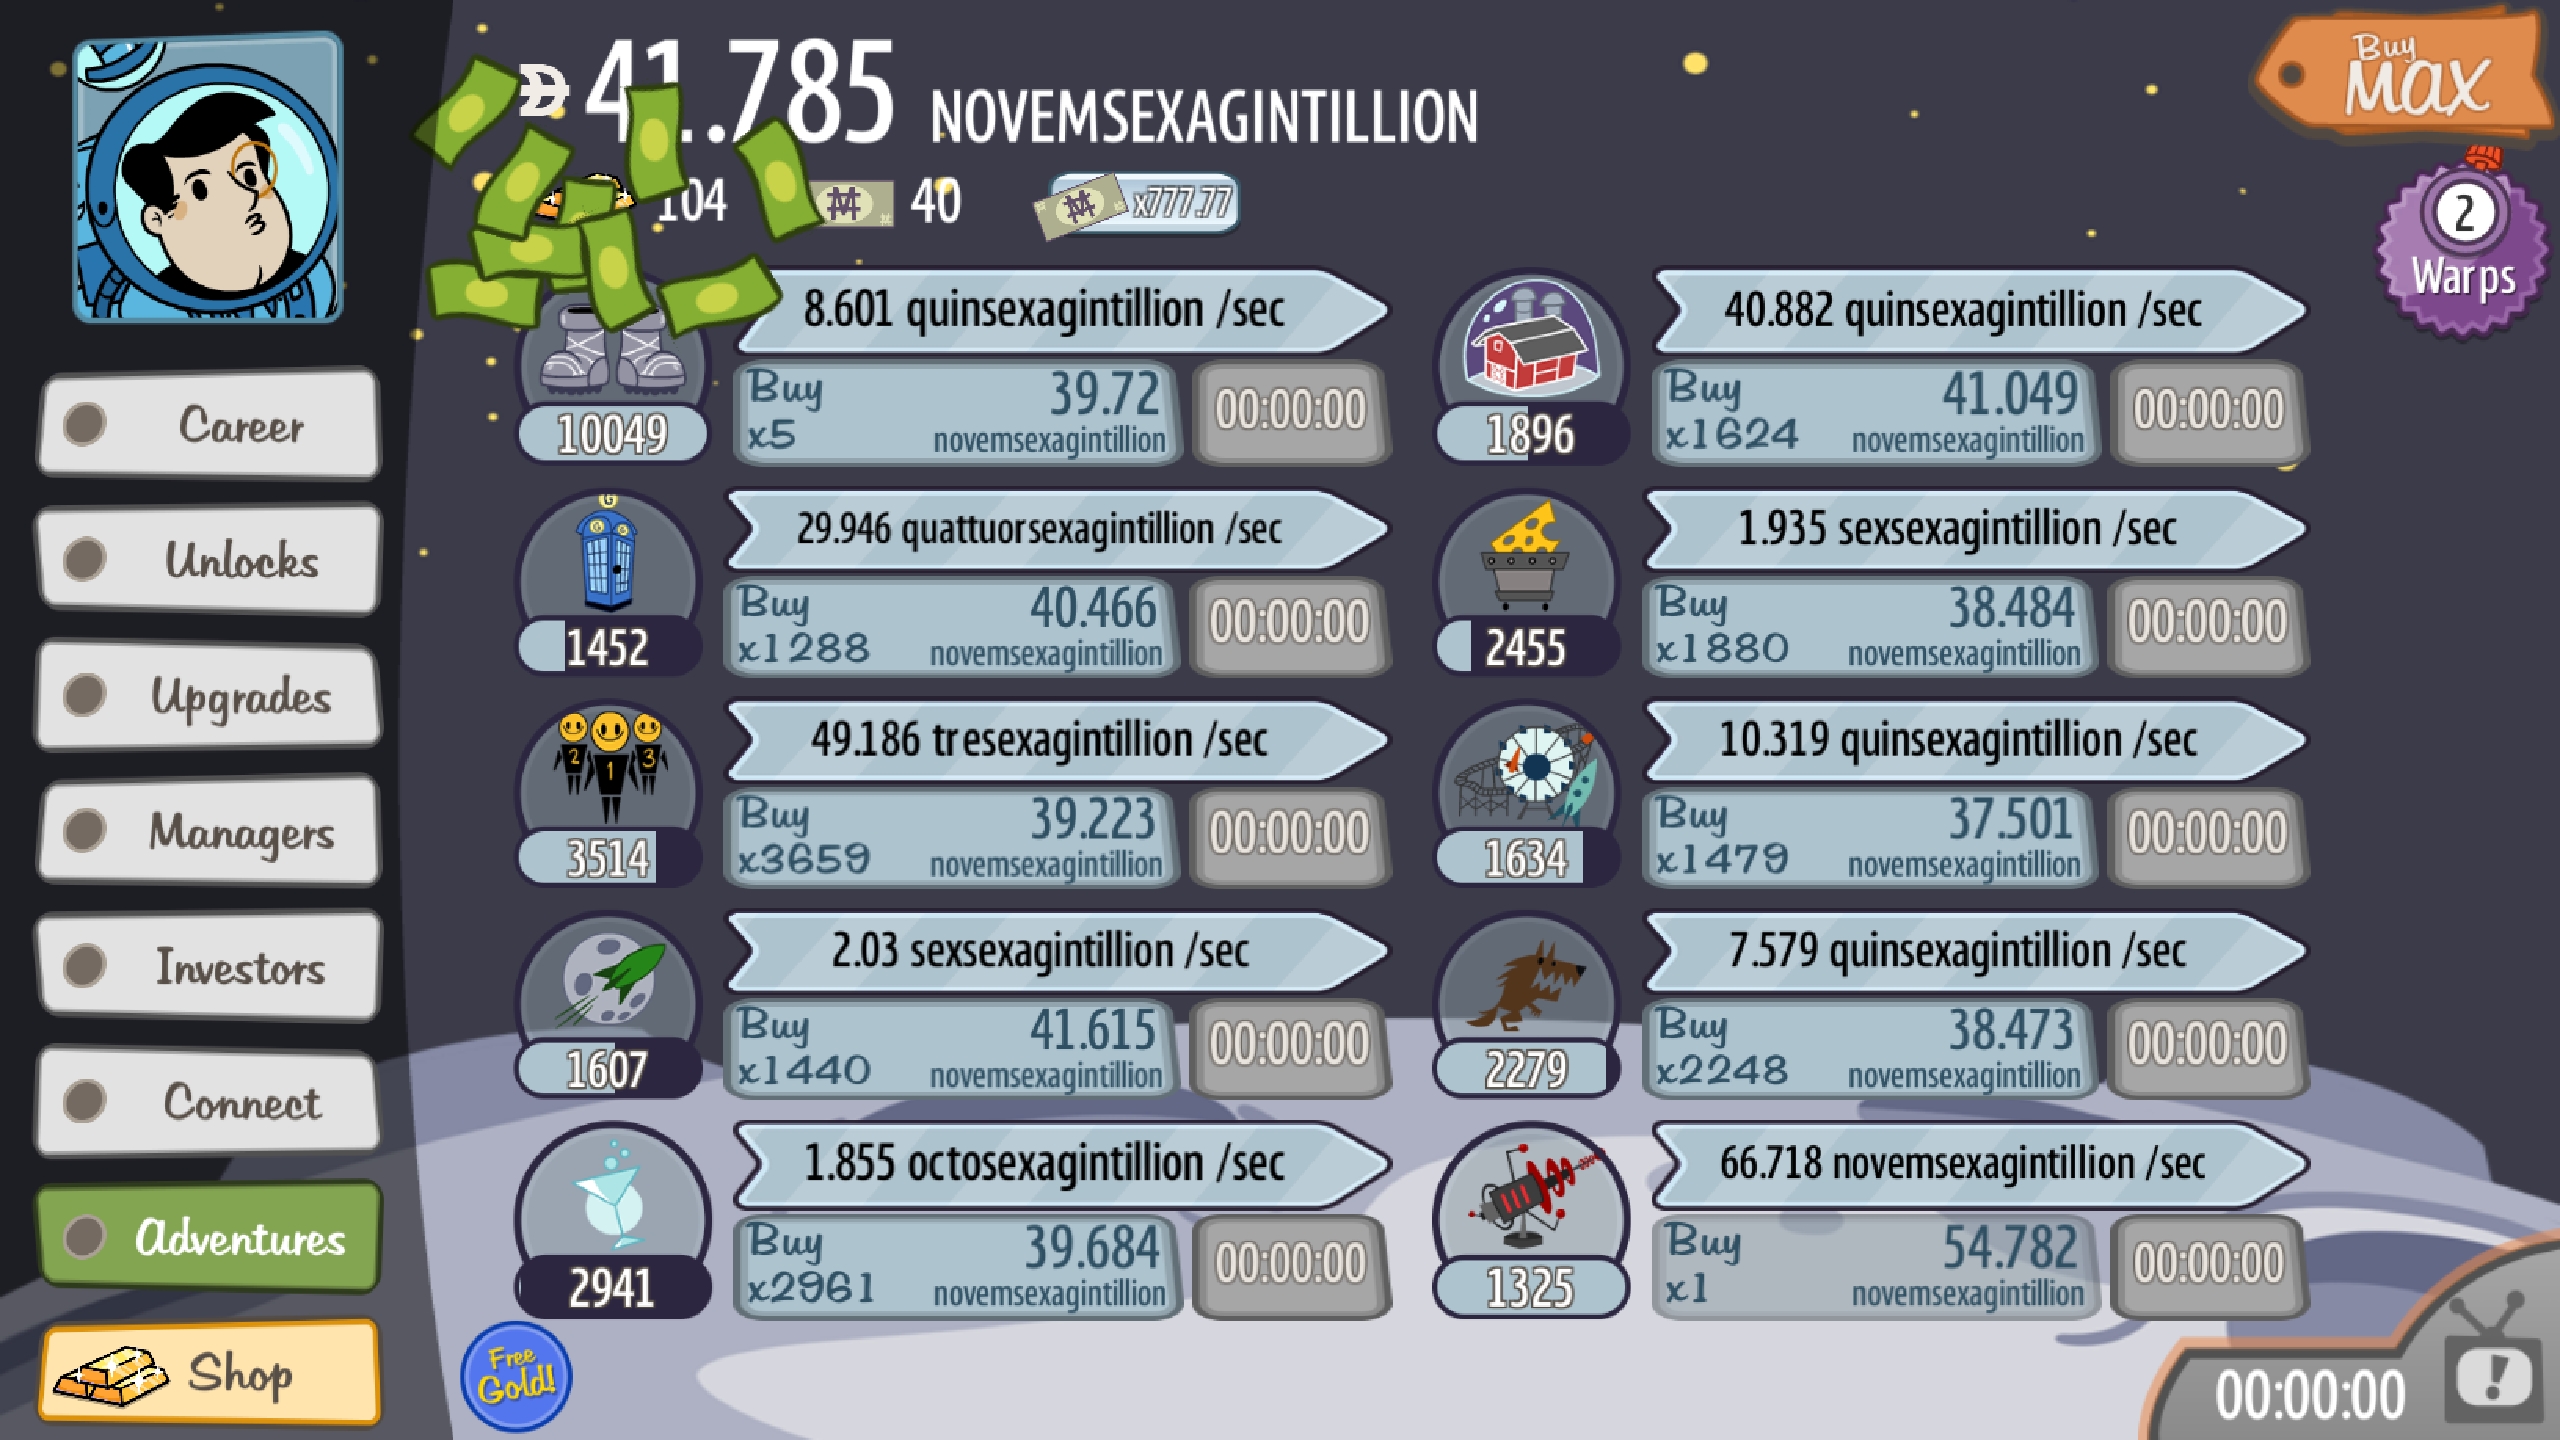 41.785 NOVEMSEXAGINTILLION
Buy
MAX
104
40
x777.77
2
Warps
8.601 quinsexagintillion /sec
Buy 39.72
x5 novemsexagintillion
00:00:00
10049
40.882 quinsexagintillion /sec
Buy 41.049
x1624 novemsexagintillion
00:00:00
1896
G
G G
29.946 quattuorsexagintillion /sec
Buy 40.466
x1288 novemsexagintillion
00:00:00
1452
1.935 sexsexagintillion /sec
Buy 38.484
x1880 novemsexagintillion
00:00:00
2455
2 1 3
49.186 tresexagintillion /sec
Buy 39.223
x3659 novemsexagintillion
00:00:00
3514
10.319 quinsexagintillion /sec
Buy 37.501
x1479 novemsexagintillion
00:00:00
1634
2.03 sexsexagintillion /sec
Buy 41.615
x1440 novemsexagintillion
00:00:00
1607
7.579 quinsexagintillion /sec
Buy 38.473
x2248 novemsexagintillion
00:00:00
2279
1.855 octosexagintillion /sec
Buy 39.684
x2961 novemsexagintillion
00:00:00
2941
66.718 novemsexagintillion /sec
Buy 54.782
x1 novemsexagintillion
00:00:00
1325
Career
Unlocks
Upgrades
Managers
Investors
Connect
Adventures
Shop
Free
Gold!
00:00:00
!